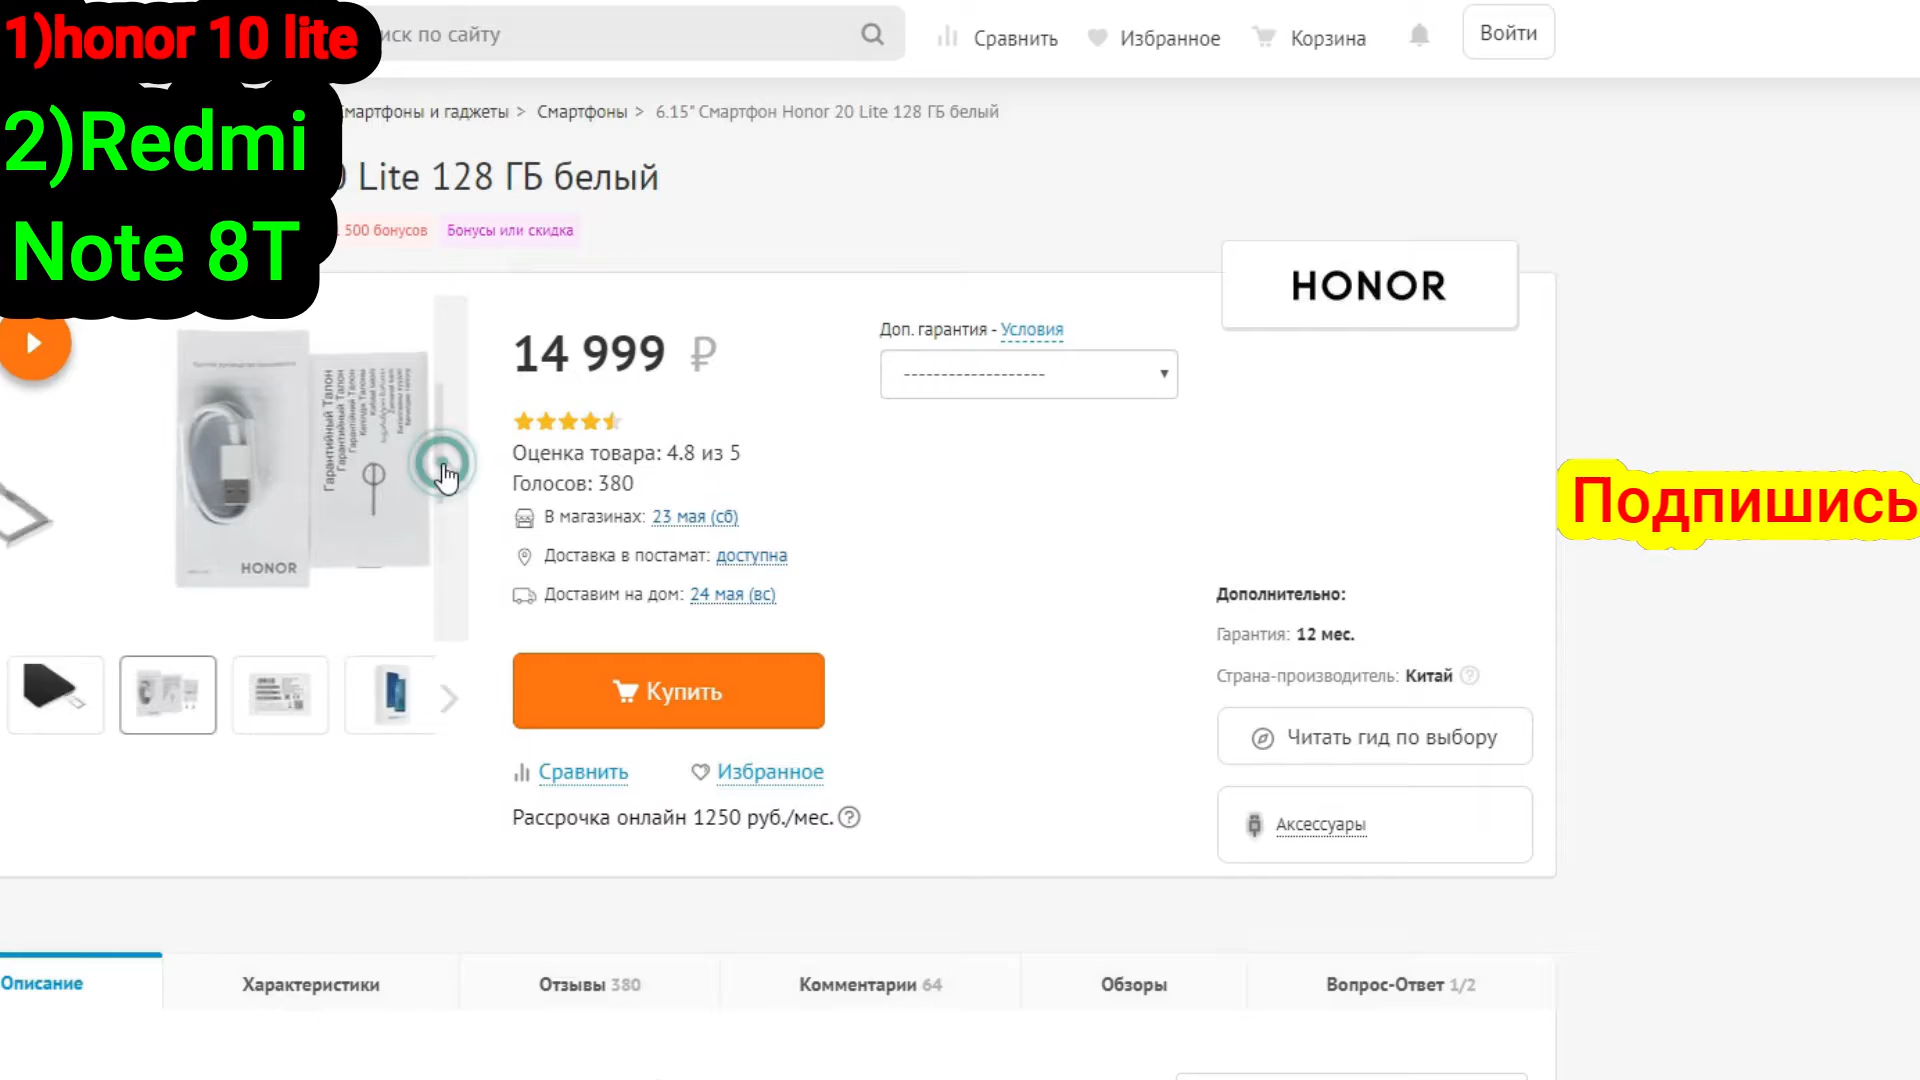 1)honor 10 lite
2)Redmi
Note 8T
иск по сайту
Сравнить
Избранное
Корзина
Войти
Смартфоны и гаджеты > Смартфоны > 6.15" Смартфон Honor 20 Lite 128 ГБ белый
0 Lite 128 ГБ белый
500 бонусов
Бонусы или скидка
HONOR
14 999 ₽
Доп. гарантия - Условия
-------------------
Оценка товара: 4.8 из 5
Голосов: 380
В магазинах: 23 мая (сб)
Доставка в постамат: доступна
Доставим на дом: 24 мая (вс)
Гарантийный Талон
Гарантійний Талон
HONOR
Подпишись
Дополнительно:
Гарантия: 12 мес.
Страна-производитель: Китай
Купить
Читать гид по выбору
Сравнить
Избранное
Рассрочка онлайн 1250 руб./мес.
Аксессуары
Описание
Характеристики
Отзывы 380
Комментарии 64
Обзоры
Вопрос-Ответ 1/2